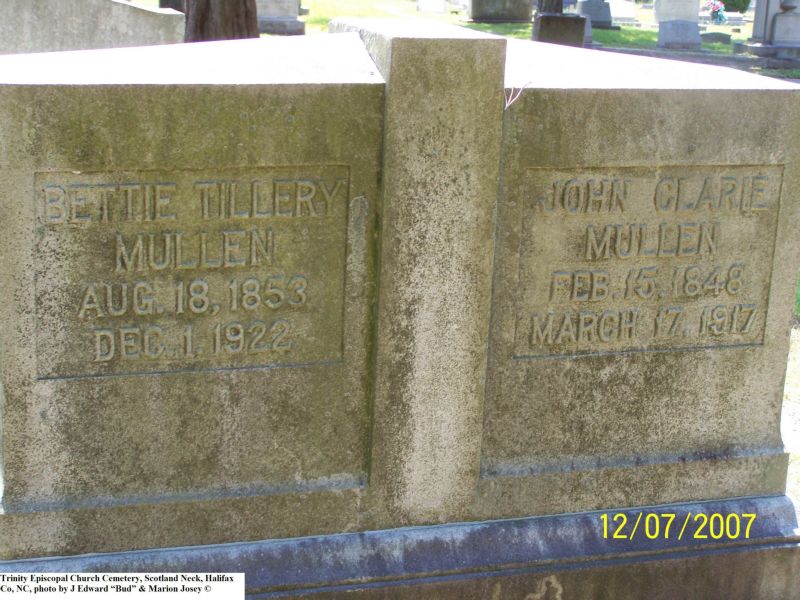 BETTIE TILLERY
MULLEN
AUG. 18, 1853
DEC. 1, 1922
JOHN CLARIE
MULLEN
FEB. 15, 1848
MARCH 17, 1917
12/07/2007
Trinity Episcopal Church Cemetery, Scotland Neck, Halifax
Co, NC, photo by J Edward “Bud” & Marion Josey ©